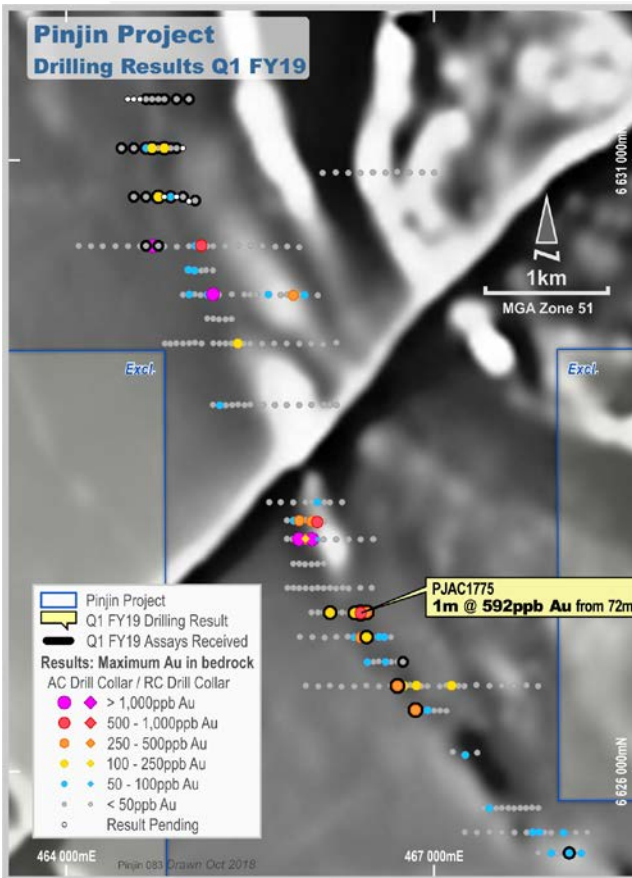 Pinjin Project
Drilling Results Q1 FY19
6 631 000mN
N
1km
MGA Zone 51
Excl.
Excl.
PJAC1775
1m @ 592ppb Au from 72m
Pinjin Project
Q1 FY19 Drilling Result
Q1 FY19 Assays Received
Results: Maximum Au in bedrock
AC Drill Collar / RC Drill Collar
> 1,000ppb Au
500 - 1,000ppb Au
250 - 500ppb Au
100 - 250ppb Au
50 - 100ppb Au
< 50ppb Au
Result Pending
6 626 000mN
464 000mE
Pinjin 083 Drawn Oct 2018
467 000mE